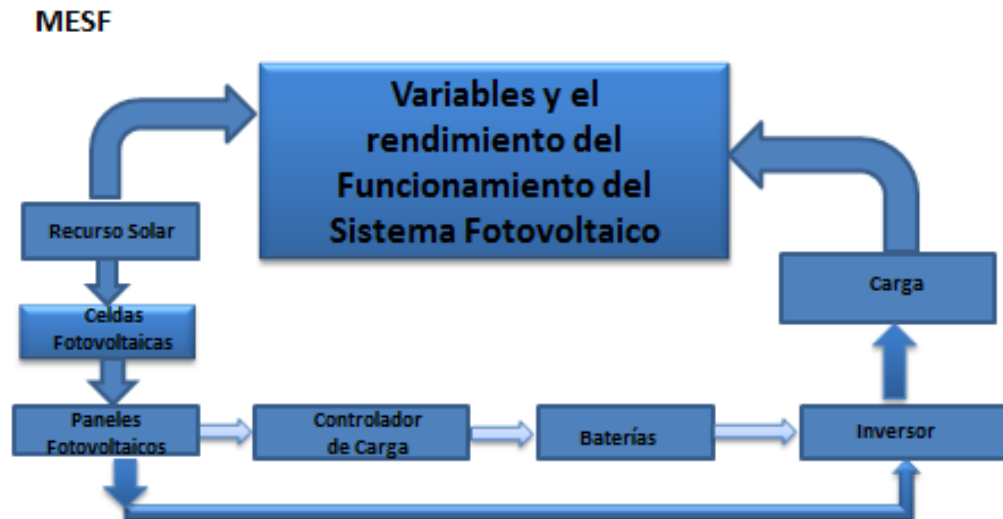 MESF
Variables y el
rendimiento del
Funcionamiento del
Sistema Fotovoltaico
Recurso Solar
Carga
Celdas
Fotovoltaicas
Paneles
Fotovoltaicos
Controlador
de Carga
Baterías
Inversor